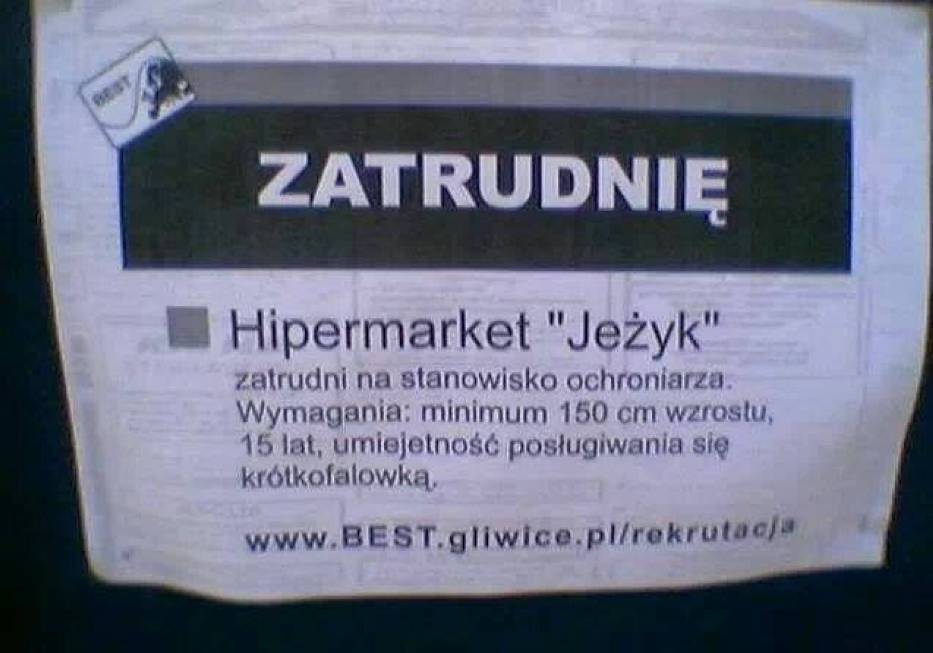 BEST
ZATRUDNIĘ
Hipermarket "Jeżyk"
zatrudni na stanowisko ochroniarza.
Wymagania: minimum 150 cm wzrostu,
15 lat, umiejetność posługiwania się
krótkofalowką.
www.BEST.gliwice.pl/rekrutacja